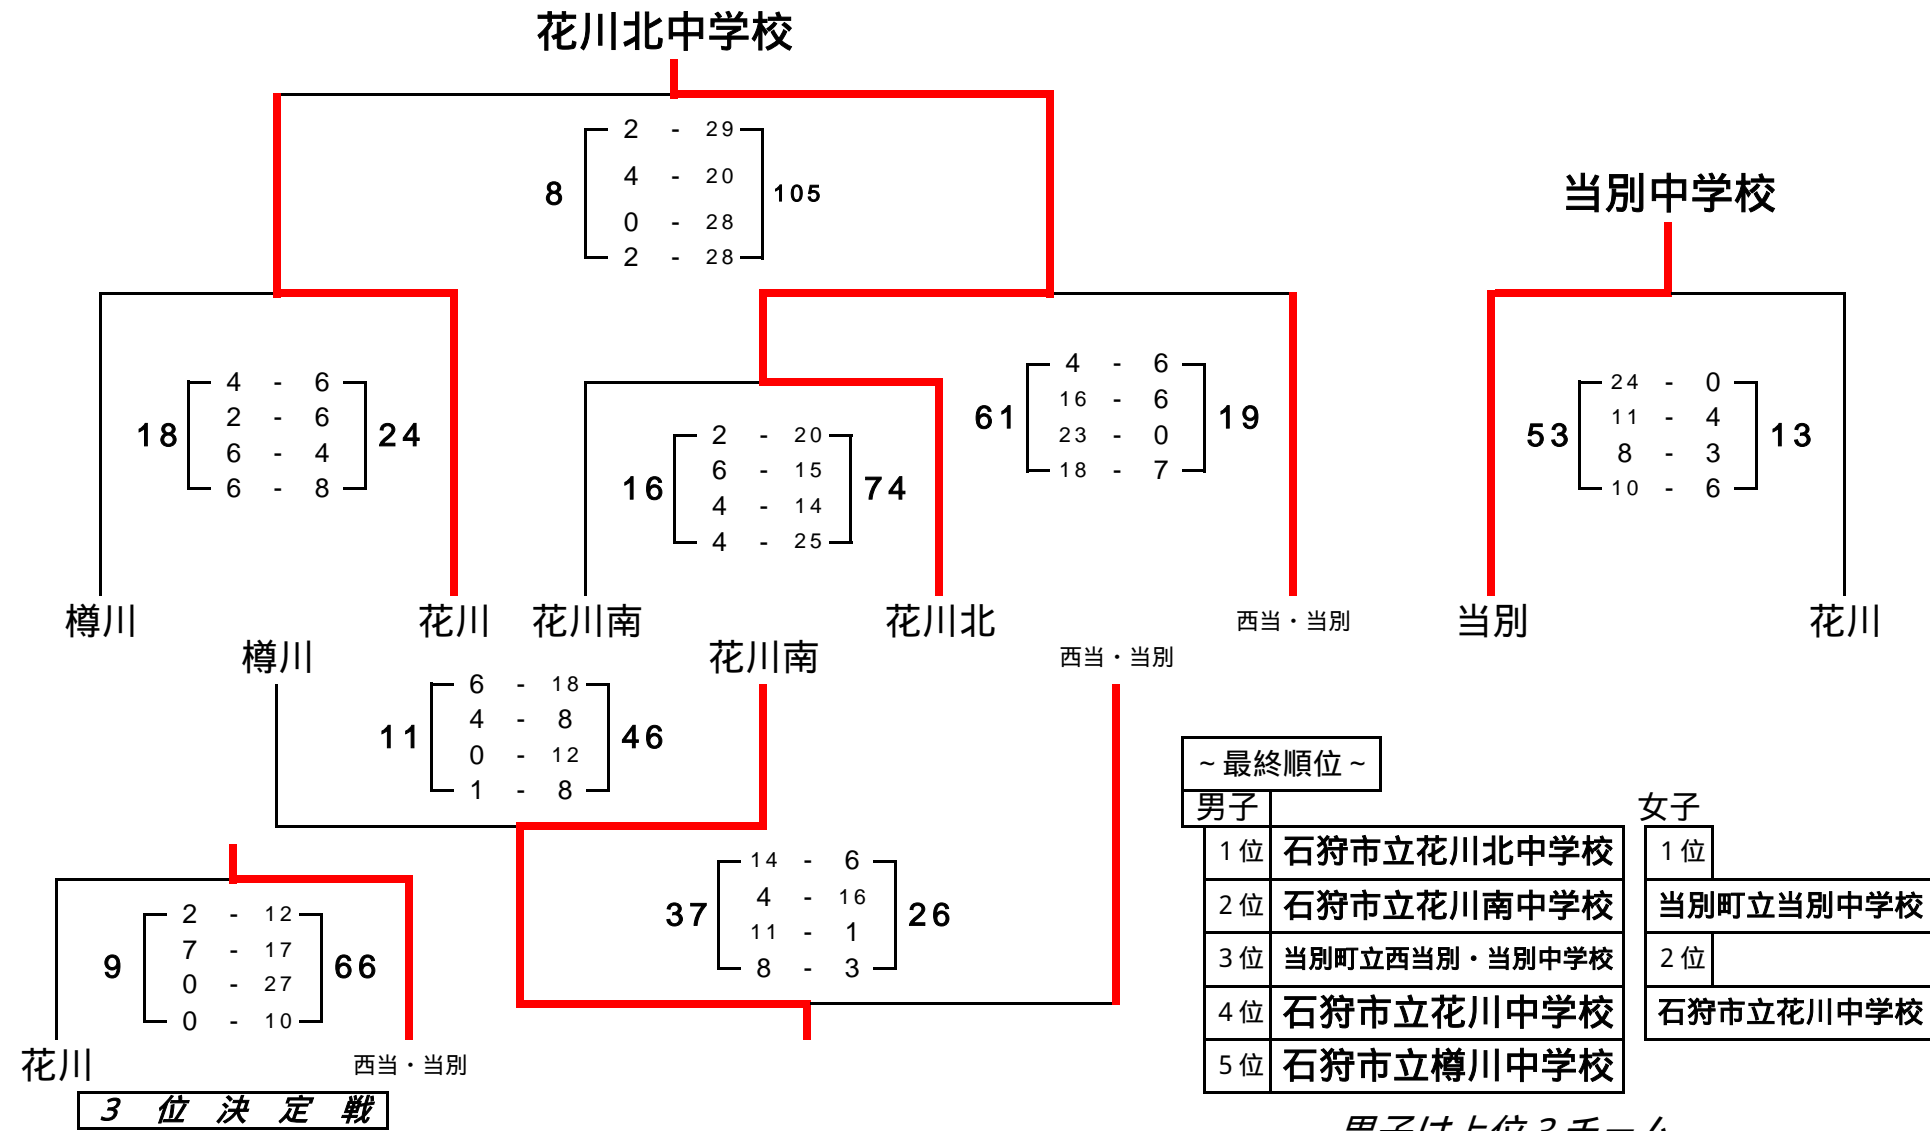 花川北中学校
2 - 29
4 - 20
8 105
0 - 28
2 - 28
当別中学校
4 - 6
2 - 6
18 24
6 - 4
6 - 8
2 - 20
6 - 15
16 74
4 - 14
4 - 25
4 - 6
16 - 6
61 19
23 - 0
18 - 7
24 - 0
11 - 4
53 13
8 - 3
10 - 6
樽川 花川 花川南 花川北 西当・当別 当別 花川
樽川 花川南 西当・当別
6 - 18
4 - 8
11 46
0 - 12
1 - 8
14 - 6
4 - 16
37 26
11 - 1
8 - 3
2 - 12
7 - 17
9 66
0 - 27
0 - 10
花川 西当・当別
3位決定戦
~最終順位~
男子
1位 石狩市立花川北中学校
2位 石狩市立花川南中学校
3位 当別町立西当別・当別中学校
4位 石狩市立花川中学校
5位 石狩市立樽川中学校
女子
1位
当別町立当別中学校
2位
石狩市立花川中学校
男子は上位3チーム